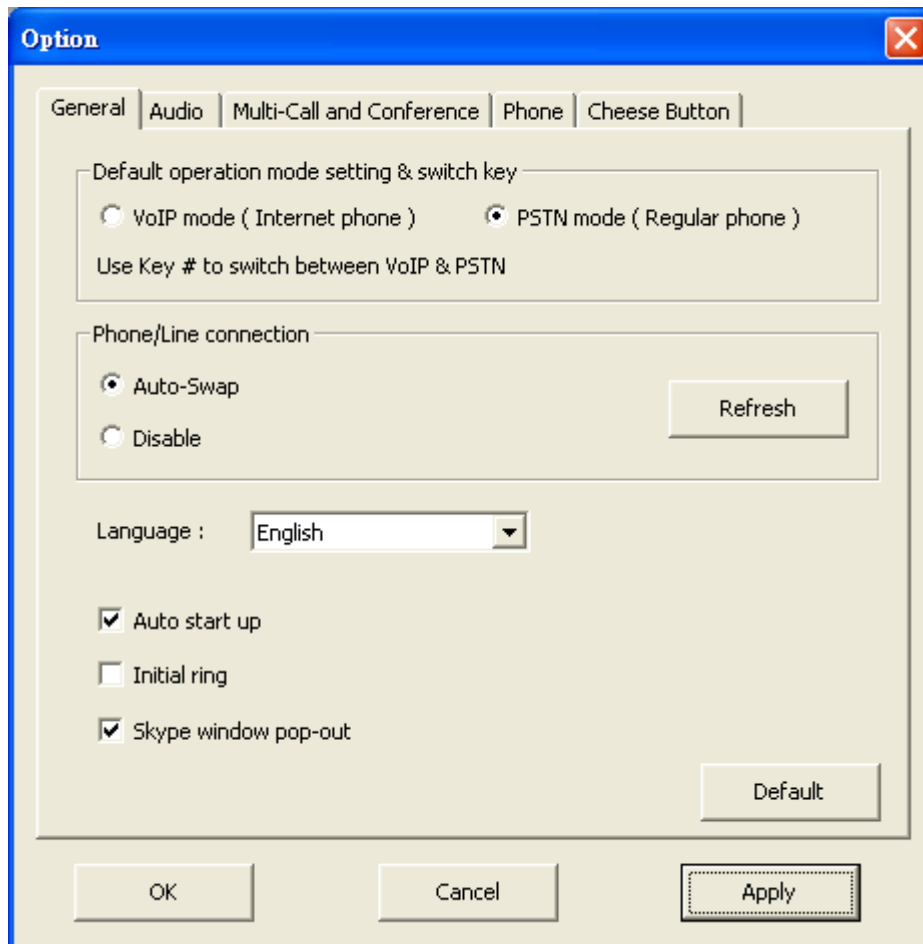 Option
General Audio Multi-Call and Conference Phone Cheese Button
Default operation mode setting & switch key
VoIP mode ( Internet phone ) PSTN mode ( Regular phone )
Use Key # to switch between VoIP & PSTN
Phone/Line connection
Auto-Swap
Refresh
Disable
Language : English
Auto start up
Initial ring
Skype window pop-out
Default
OK Cancel Apply